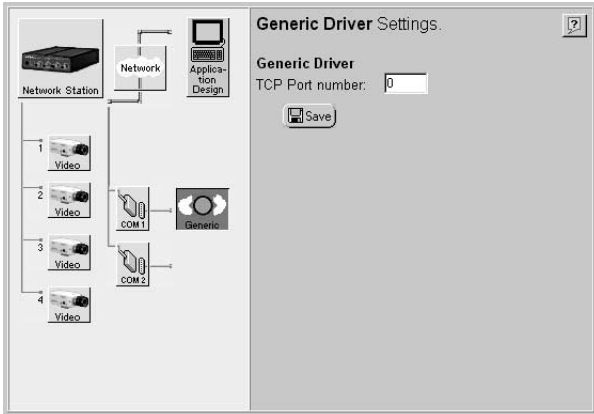 Network Station
Network
Applica-
tion
Design
1
Video
2
Video
3
Video
4
Video
COM 1
Generic
COM 2
Generic Driver Settings.
?
Generic Driver
TCP Port number: 0
Save